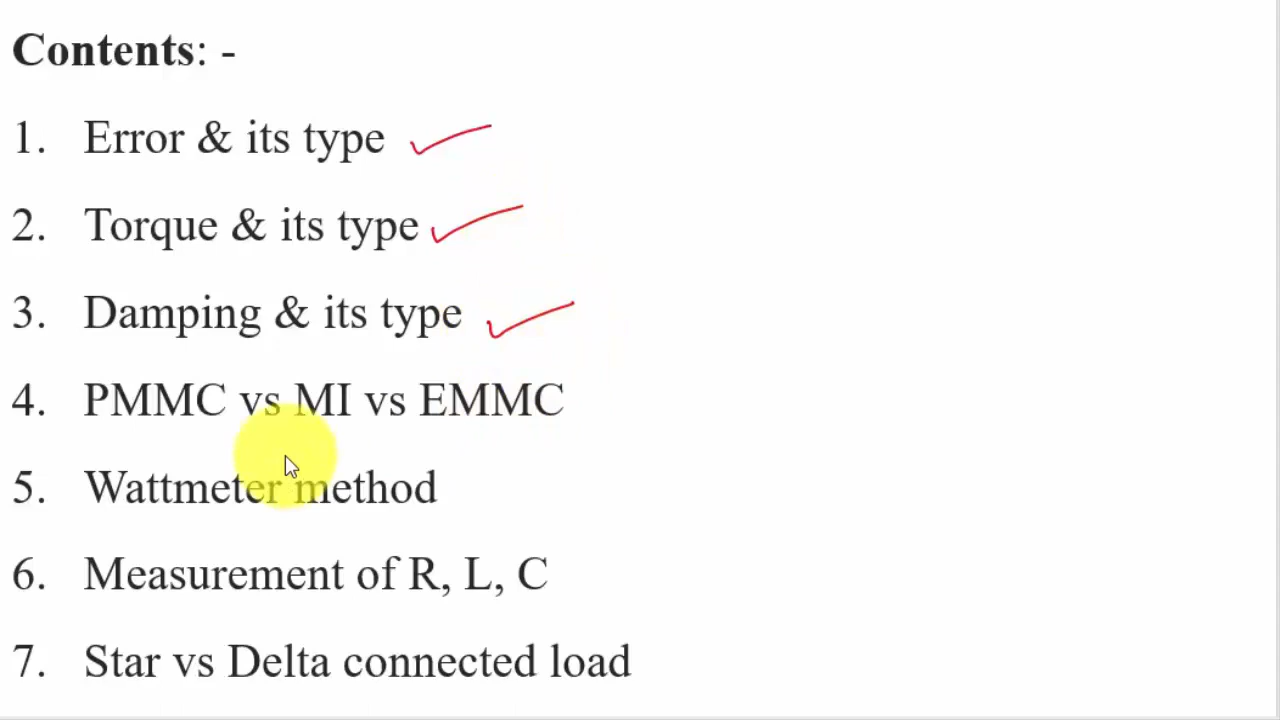 Contents: -
1. Error & its type
2. Torque & its type
3. Damping & its type
4. PMMC vs MI vs EMMC
5. Wattmeter method
6. Measurement of R, L, C
7. Star vs Delta connected load